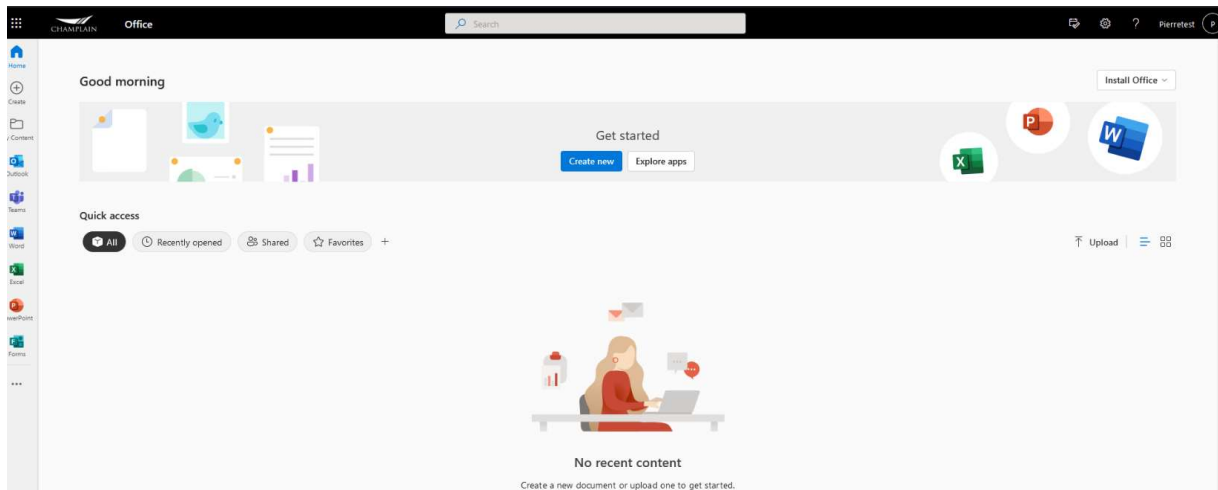 CHAMPLAIN Office Search ? Pierretest P
Home
Create
y Content
Outlook
Teams
Word
Excel
owerPoint
Forms
Good morning
Install Office
Get started
Create new Explore apps
P
W
X
Quick access
All Recently opened Shared Favorites +
Upload
No recent content
Create a new document or upload one to get started.